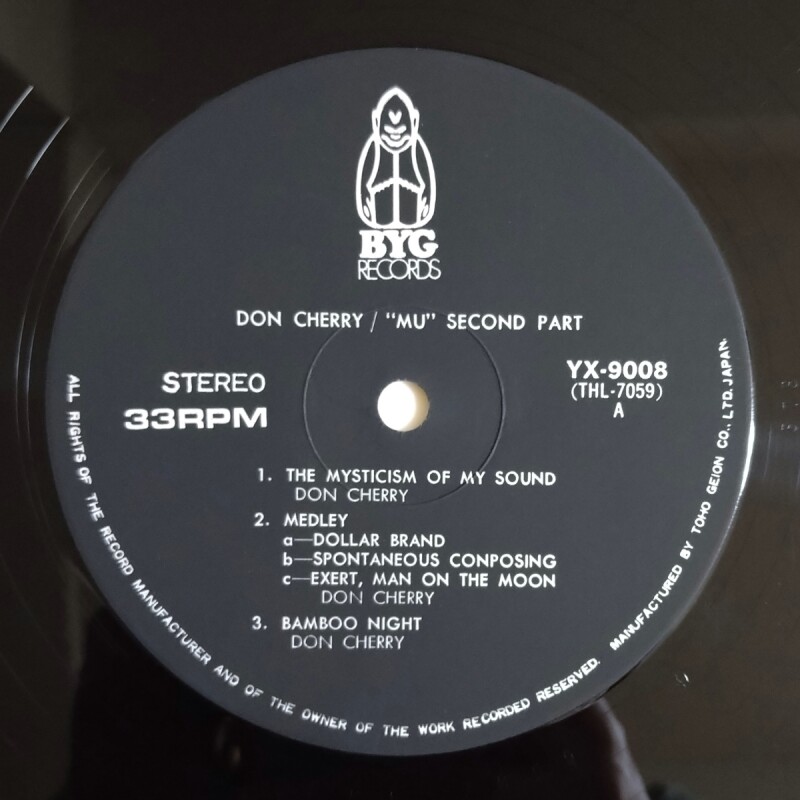 BYG
RECORDS
DON CHERRY / "MU" SECOND PART
STEREO
33RPM
YX-9008
(THL-7059)
A
1. THE MYSTICISM OF MY SOUND
DON CHERRY
2. MEDLEY
a—DOLLAR BRAND
b—SPONTANEOUS CONPOSING
c—EXERT, MAN ON THE MOON
DON CHERRY
3. BAMBOO NIGHT
DON CHERRY
ALL RIGHTS OF THE RECORD MANUFACTURER AND OF THE OWNER OF THE WORK RECORDED RESERVED. MANUFACTURED BY TOHO GEION CO., LTD. JAPAN.